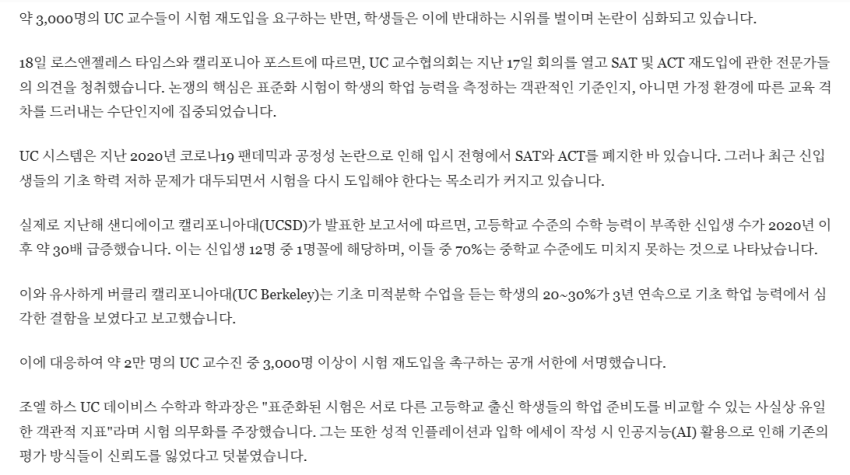 약 3,000명의 UC 교수들이 시험 재도입을 요구하는 반면, 학생들은 이에 반대하는 시위를 벌이며 논란이 심화되고 있습니다.
18일 로스앤젤레스 타임스와 캘리포니아 포스트에 따르면, UC 교수협의회는 지난 17일 회의를 열고 SAT 및 ACT 재도입에 관한 전문가들
의 의견을 청취했습니다. 논쟁의 핵심은 표준화 시험이 학생의 학업 능력을 측정하는 객관적인 기준인지, 아니면 가정 환경에 따른 교육 격
차를 드러내는 수단인지에 집중되었습니다.
UC 시스템은 지난 2020년 코로나19 팬데믹과 공정성 논란으로 인해 입시 전형에서 SAT와 ACT를 폐지한 바 있습니다. 그러나 최근 신입
생들의 기초 학력 저하 문제가 대두되면서 시험을 다시 도입해야 한다는 목소리가 커지고 있습니다.
실제로 지난해 샌디에이고 캘리포니아대(UCSD)가 발표한 보고서에 따르면, 고등학교 수준의 수학 능력이 부족한 신입생 수가 2020년 이
후 약 30배 급증했습니다. 이는 신입생 12명 중 1명꼴에 해당하며, 이들 중 70%는 중학교 수준에도 미치지 못하는 것으로 나타났습니다.
이와 유사하게 버클리 캘리포니아대(UC Berkeley)는 기초 미적분학 수업을 듣는 학생의 20~30%가 3년 연속으로 기초 학업 능력에서 심
각한 결함을 보였다고 보고했습니다.
이에 대응하여 약 2만 명의 UC 교수진 중 3,000명 이상이 시험 재도입을 촉구하는 공개 서한에 서명했습니다.
조엘 하스 UC 데이비스 수학과 학과장은 "표준화된 시험은 서로 다른 고등학교 출신 학생들의 학업 준비도를 비교할 수 있는 사실상 유일
한 객관적 지표"라며 시험 의무화를 주장했습니다. 그는 또한 성적 인플레이션과 입학 에세이 작성 시 인공지능(AI) 활용으로 인해 기존의
평가 방식들이 신뢰도를 잃었다고 덧붙였습니다.